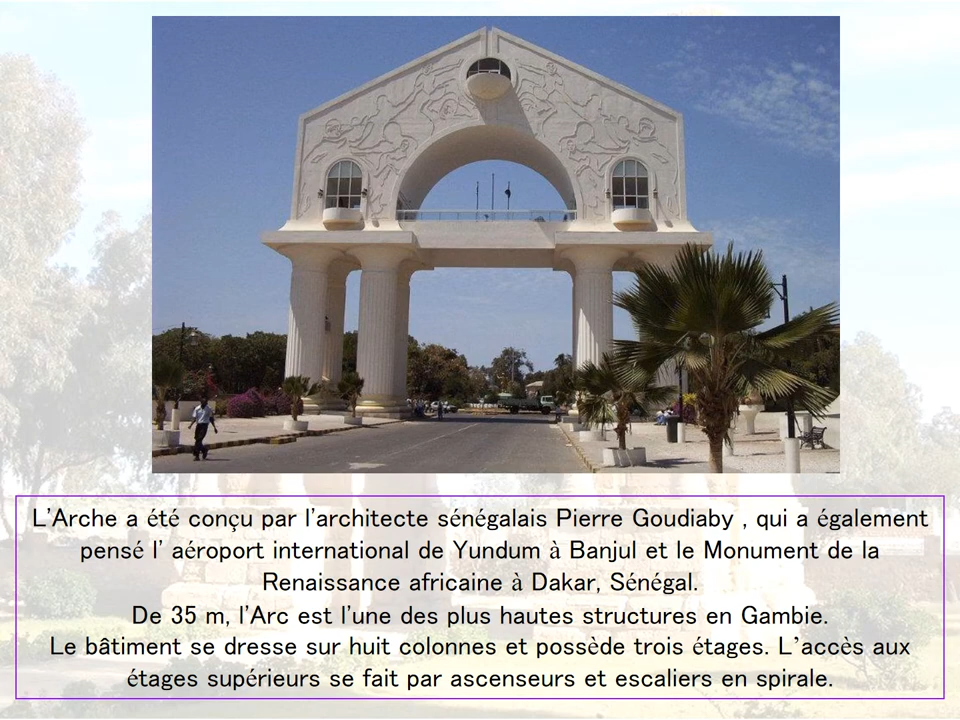 L'Arche a été conçu par l'architecte sénégalais Pierre Goudiaby , qui a également
pensé l' aéroport international de Yundum à Banjul et le Monument de la
Renaissance africaine à Dakar, Sénégal.
De 35 m, l'Arc est l'une des plus hautes structures en Gambie.
Le bâtiment se dresse sur huit colonnes et possède trois étages. L'accès aux
étages supérieurs se fait par ascenseurs et escaliers en spirale.